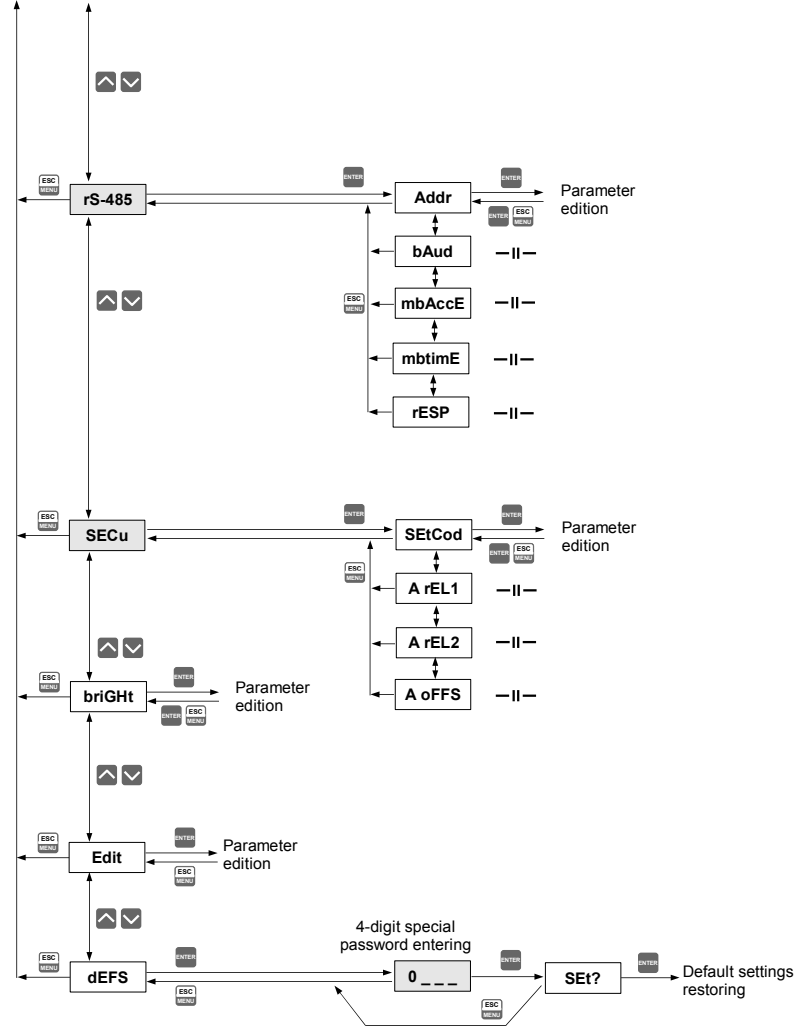 ESC
MENU
ENTER
ENTER
rS-485
Addr
Parameter
edition
ENTER
ESC
MENU
bAud
—II—
ESC
MENU
mbAccE
—II—
mbtimE
—II—
rESP
—II—
ESC
MENU
ENTER
ENTER
SECu
SEtCod
Parameter
edition
ENTER
ESC
MENU
ESC
MENU
A rEL1
—II—
A rEL2
—II—
ESC
MENU
ENTER
briGHt
Parameter
edition
ENTER
ESC
MENU
A oFFS
—II—
ESC
MENU
ENTER
Edit
Parameter
edition
ESC
MENU
4-digit special
password entering
ESC
MENU
ENTER
ENTER
ENTER
dEFS
0 _ _ _
SEt?
Default settings
restoring
ESC
MENU
ESC
MENU